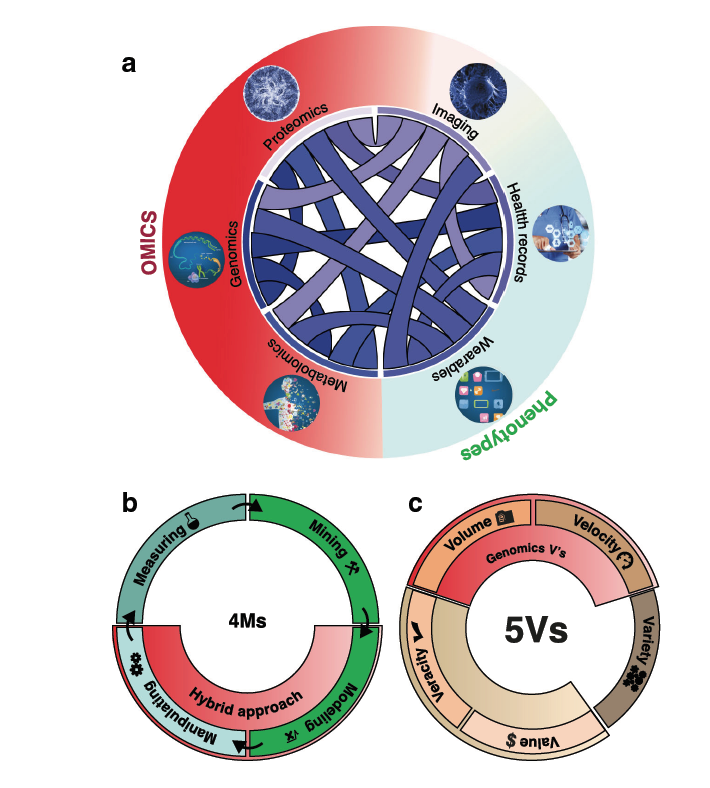 a
Proteomics
Imaging
OMICS
Genomics
Health records
Metabolomics
Wearables
Phenotypes
b
Measuring
Mining
4Ms
Hybrid approach
Manipulating
Modeling
√x
c
Volume
Velocity
Genomics V's
5Vs
Veracity
Variety
Value $